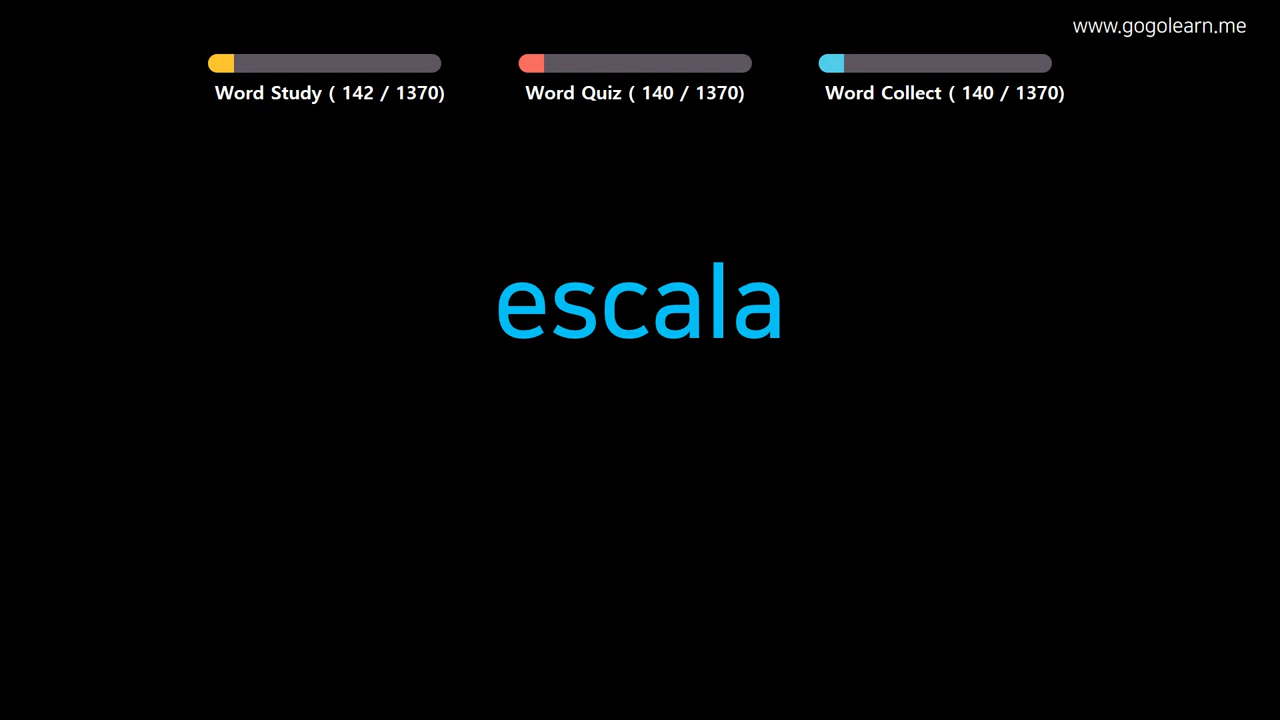 www.gogolearn.me
Word Study ( 142 / 1370)
Word Quiz ( 140 / 1370)
Word Collect ( 140 / 1370)
escala